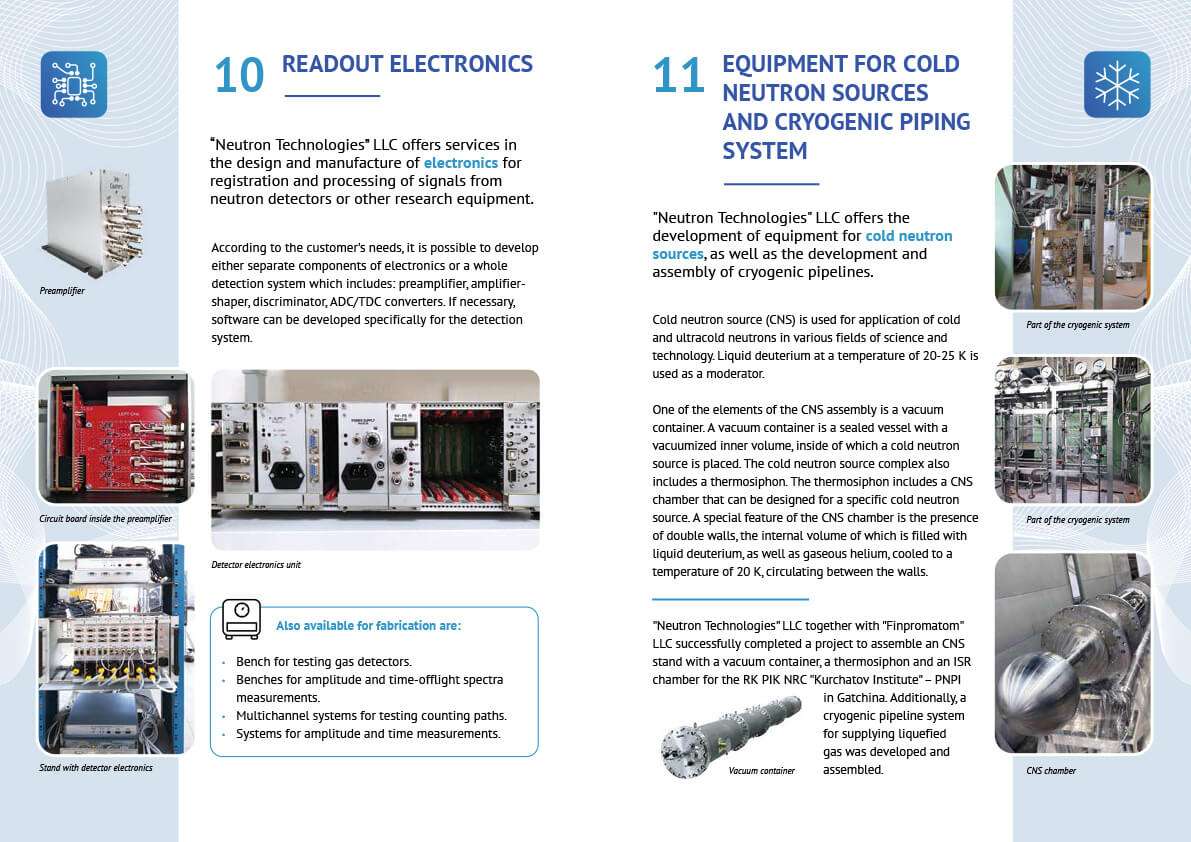 10
READOUT ELECTRONICS
“Neutron Technologies” LLC offers services in
the design and manufacture of electronics for
registration and processing of signals from
neutron detectors or other research equipment.
Preamplifier
According to the customer's needs, it is possible to develop
either separate components of electronics or a whole
detection system which includes: preamplifier, amplifier-
shaper, discriminator, ADC/TDC converters. If necessary,
software can be developed specifically for the detection
system.
Circuit board inside the preamplifier
Detector electronics unit
Stand with detector electronics
Also available for fabrication are:
• Bench for testing gas detectors.
• Benches for amplitude and time-offlight spectra
measurements.
• Multichannel systems for testing counting paths.
• Systems for amplitude and time measurements.
11
EQUIPMENT FOR COLD
NEUTRON SOURCES
AND CRYOGENIC PIPING
SYSTEM
"Neutron Technologies" LLC offers the
development of equipment for cold neutron
sources, as well as the development and
assembly of cryogenic pipelines.
Part of the cryogenic system
Cold neutron source (CNS) is used for application of cold
and ultracold neutrons in various fields of science and
technology. Liquid deuterium at a temperature of 20-25 K is
used as a moderator.
One of the elements of the CNS assembly is a vacuum
container. A vacuum container is a sealed vessel with a
vacuumized inner volume, inside of which a cold neutron
source is placed. The cold neutron source complex also
includes a thermosiphon. The thermosiphon includes a CNS
chamber that can be designed for a specific cold neutron
source. A special feature of the CNS chamber is the presence
of double walls, the internal volume of which is filled with
liquid deuterium, as well as gaseous helium, cooled to a
temperature of 20 K, circulating between the walls.
Part of the cryogenic system
"Neutron Technologies" LLC together with "Finpromatom"
LLC successfully completed a project to assemble an CNS
stand with a vacuum container, a thermosiphon and an ISR
chamber for the RK PIK NRC "Kurchatov Institute" – PNPI
in Gatchina. Additionally, a
cryogenic pipeline system
for supplying liquefied
gas was developed and
assembled.
Vacuum container
CNS chamber